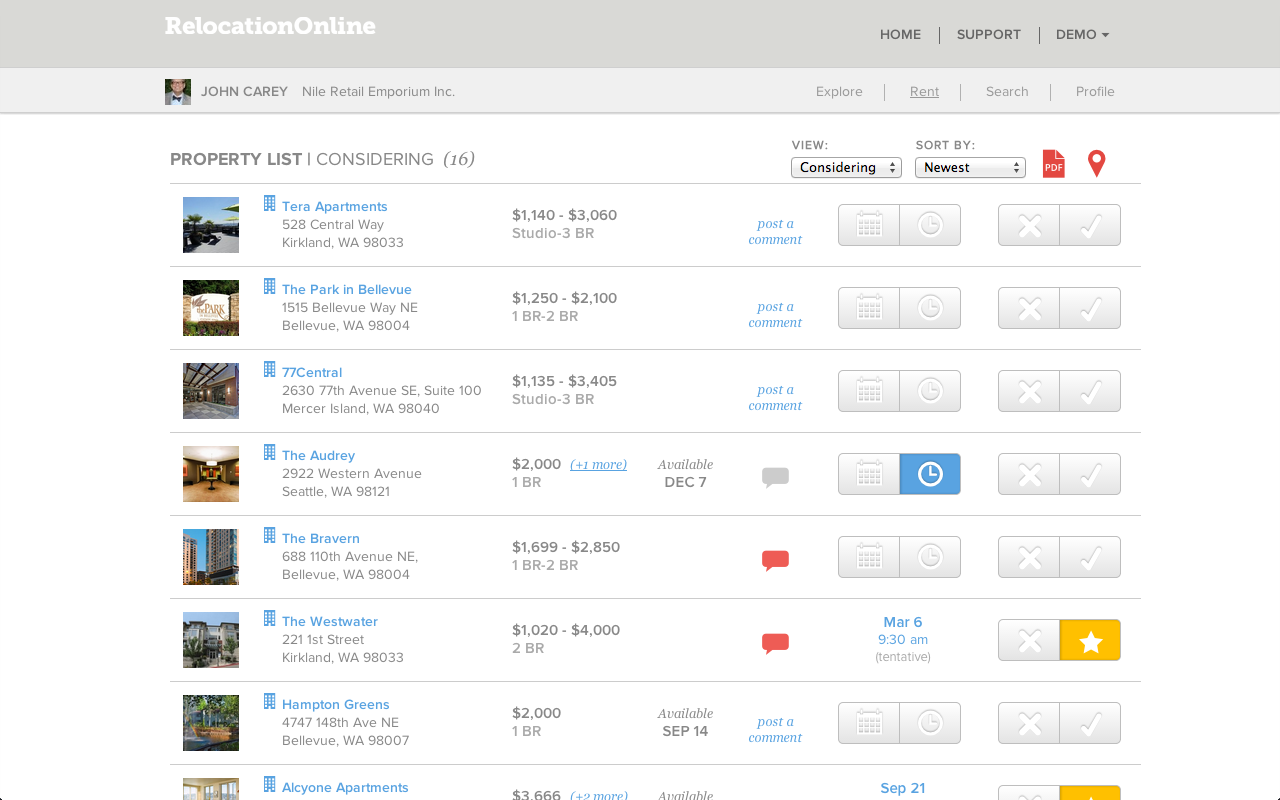 RelocationOnline
HOME
SUPPORT
DEMO
JOHN CAREY Nile Retail Emporium Inc.
Explore
Rent
Search
Profile
PROPERTY LIST | CONSIDERING (16)
VIEW:
Considering
SORT BY:
Newest
PDF
Tera Apartments
528 Central Way
Kirkland, WA 98033
$1,140 - $3,060
Studio-3 BR
post a
comment
the PARK
The Park in Bellevue
1515 Bellevue Way NE
Bellevue, WA 98004
$1,250 - $2,100
1 BR-2 BR
post a
comment
77Central
2630 77th Avenue SE, Suite 100
Mercer Island, WA 98040
$1,135 - $3,405
Studio-3 BR
post a
comment
The Audrey
2922 Western Avenue
Seattle, WA 98121
$2,000 (+1 more)
1 BR
Available
DEC 7
The Bravern
688 110th Avenue NE,
Bellevue, WA 98004
$1,699 - $2,850
1 BR-2 BR
The Westwater
221 1st Street
Kirkland, WA 98033
$1,020 - $4,000
2 BR
Mar 6
9:30 am
(tentative)
Hampton Greens
4747 148th Ave NE
Bellevue, WA 98007
$2,000
1 BR
Available
SEP 14
post a
comment
Alcyone Apartments
$3,666 (+2 more)
Available
Sep 21